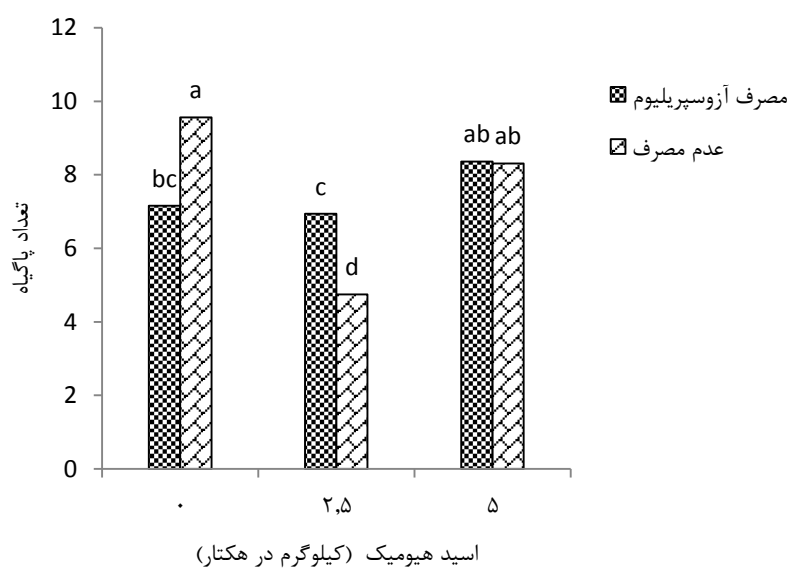 12
10
8
6
4
2
0
تعداد پاگیاه
bc
a
c
d
ab
ab
۰
۲,۵
۵
اسید هیومیک (کیلوگرم در هکتار)
مصرف آزوسپریلیوم
عدم مصرف